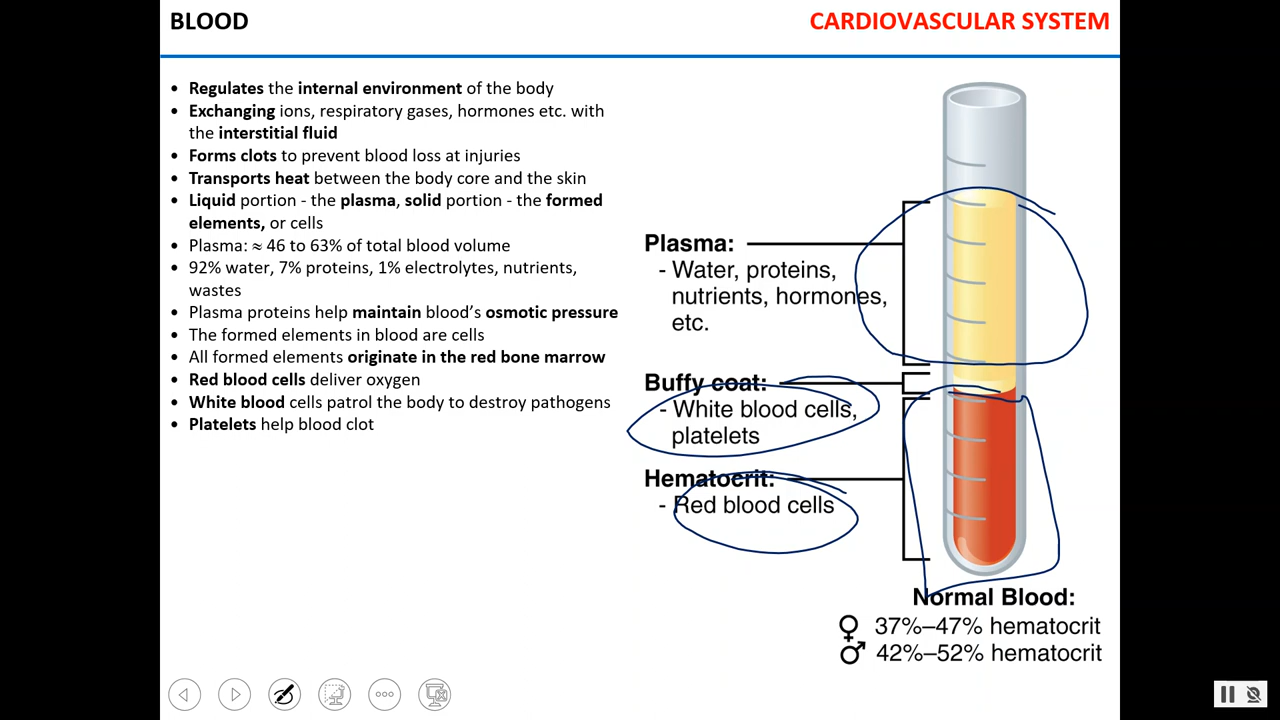 BLOOD
CARDIOVASCULAR SYSTEM
• Regulates the internal environment of the body
• Exchanging ions, respiratory gases, hormones etc. with
the interstitial fluid
• Forms clots to prevent blood loss at injuries
• Transports heat between the body core and the skin
• Liquid portion - the plasma, solid portion - the formed
elements, or cells
• Plasma: ≈ 46 to 63% of total blood volume
• 92% water, 7% proteins, 1% electrolytes, nutrients,
wastes
• Plasma proteins help maintain blood’s osmotic pressure
• The formed elements in blood are cells
• All formed elements originate in the red bone marrow
• Red blood cells deliver oxygen
• White blood cells patrol the body to destroy pathogens
• Platelets help blood clot
Plasma:
- Water, proteins,
nutrients, hormones,
etc.
Buffy coat:
- White blood cells,
platelets
Hematocrit:
- Red blood cells
Normal Blood:
♀ 37%–47% hematocrit
♂ 42%–52% hematocrit